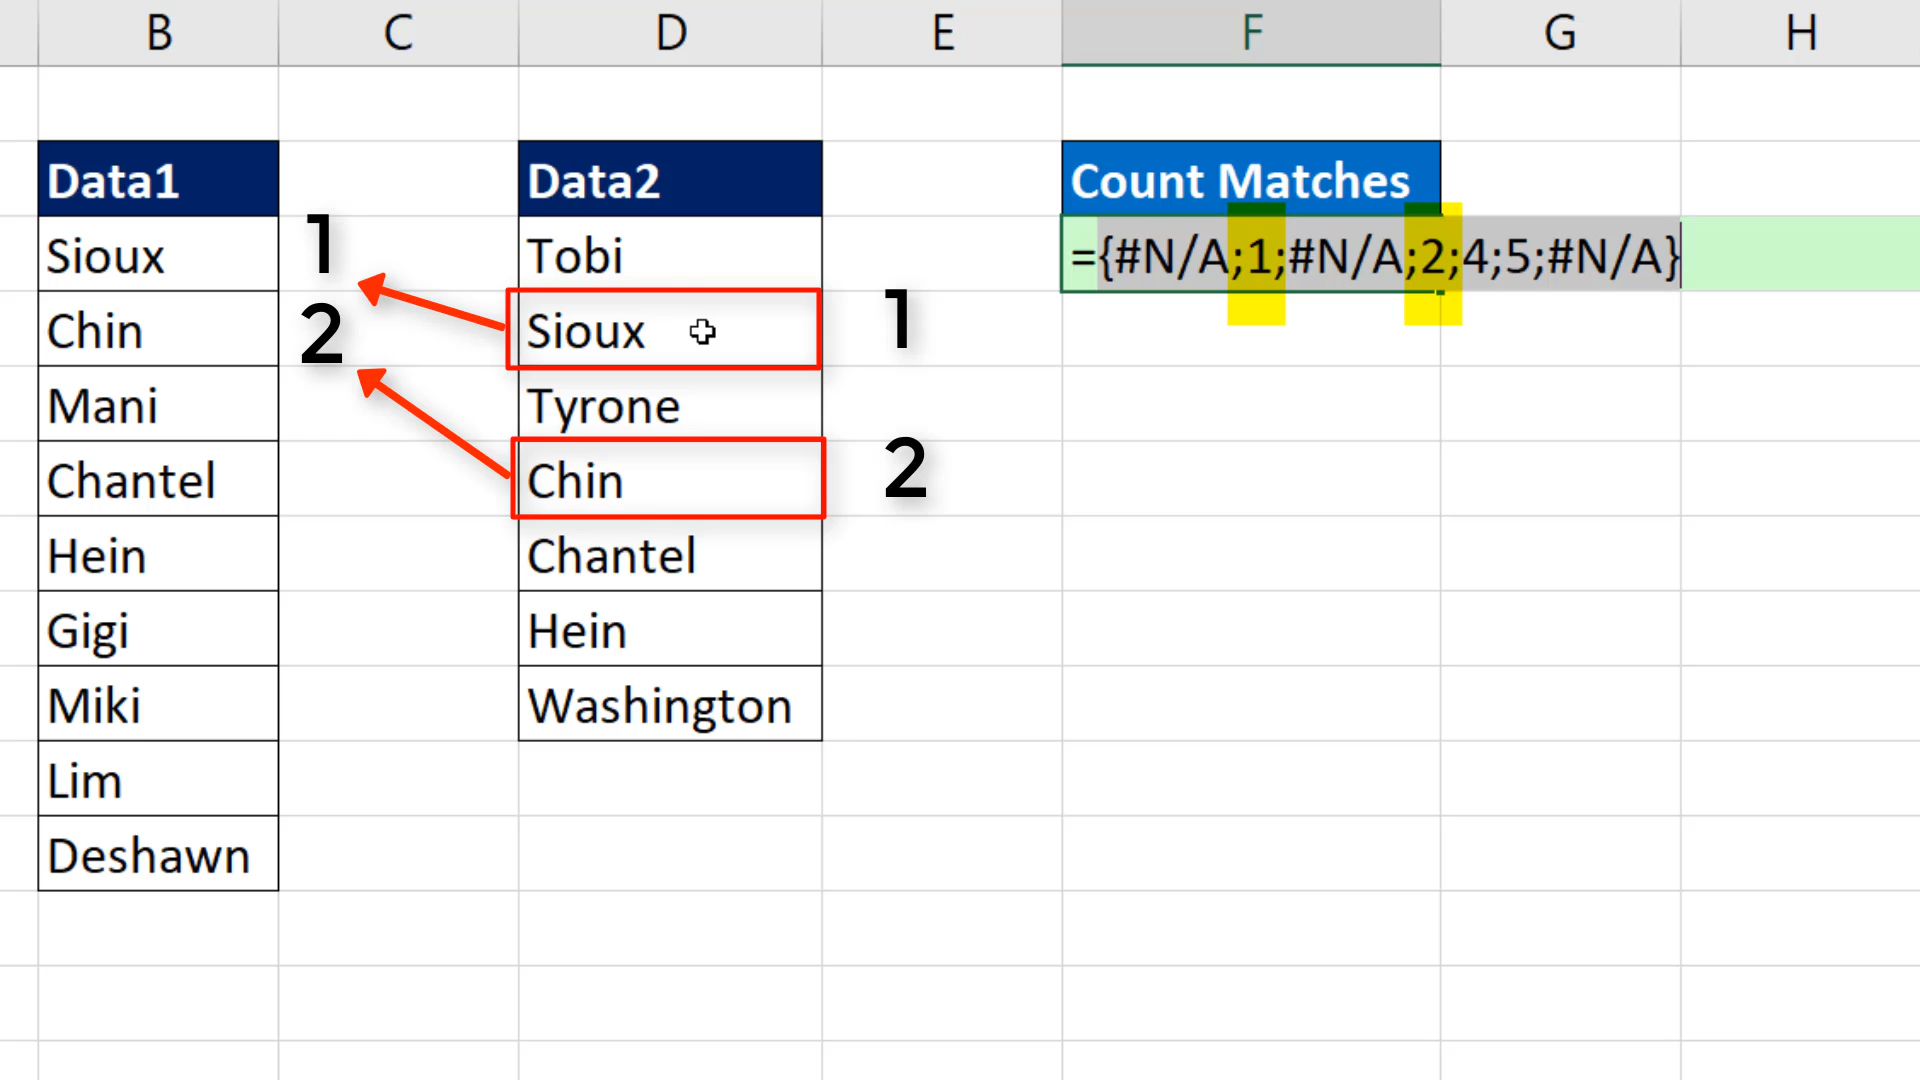 B C D E F G H
Data1 Data2 Count Matches
Sioux 1 Tobi ={#N/A;1;#N/A;2;4;5;#N/A}
Chin 2 Sioux 1
Mani Tyrone
Chantel Chin 2
Hein Chantel
Gigi Hein
Miki Washington
Lim
Deshawn